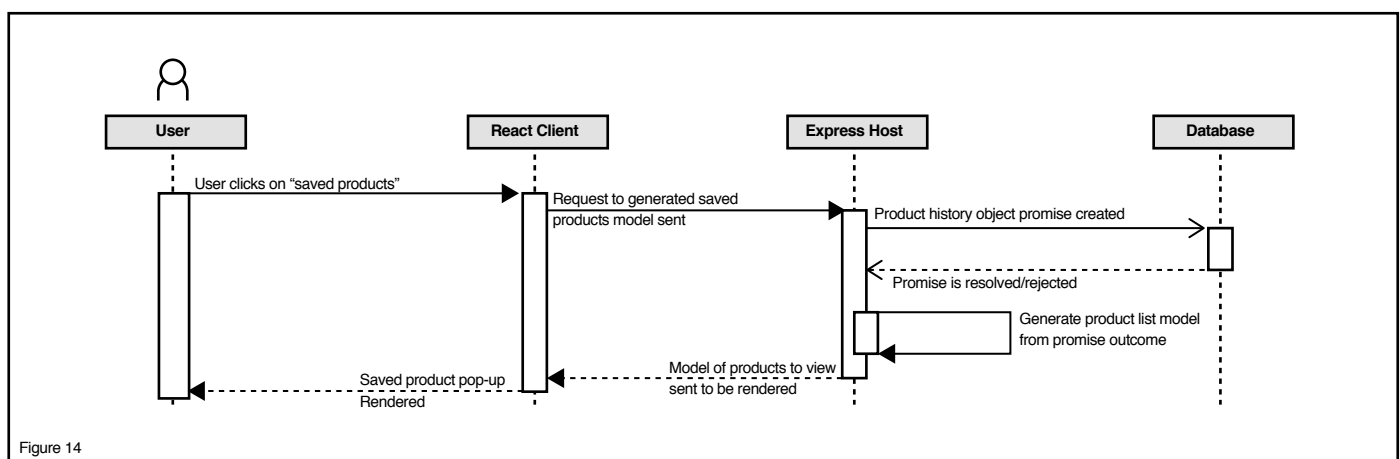 User
React Client
Express Host
Database
User clicks on “saved products”
Request to generated saved
products model sent
Product history object promise created
Promise is resolved/rejected
Generate product list model
from promise outcome
Model of products to view
sent to be rendered
Saved product pop-up
Rendered
Figure 14